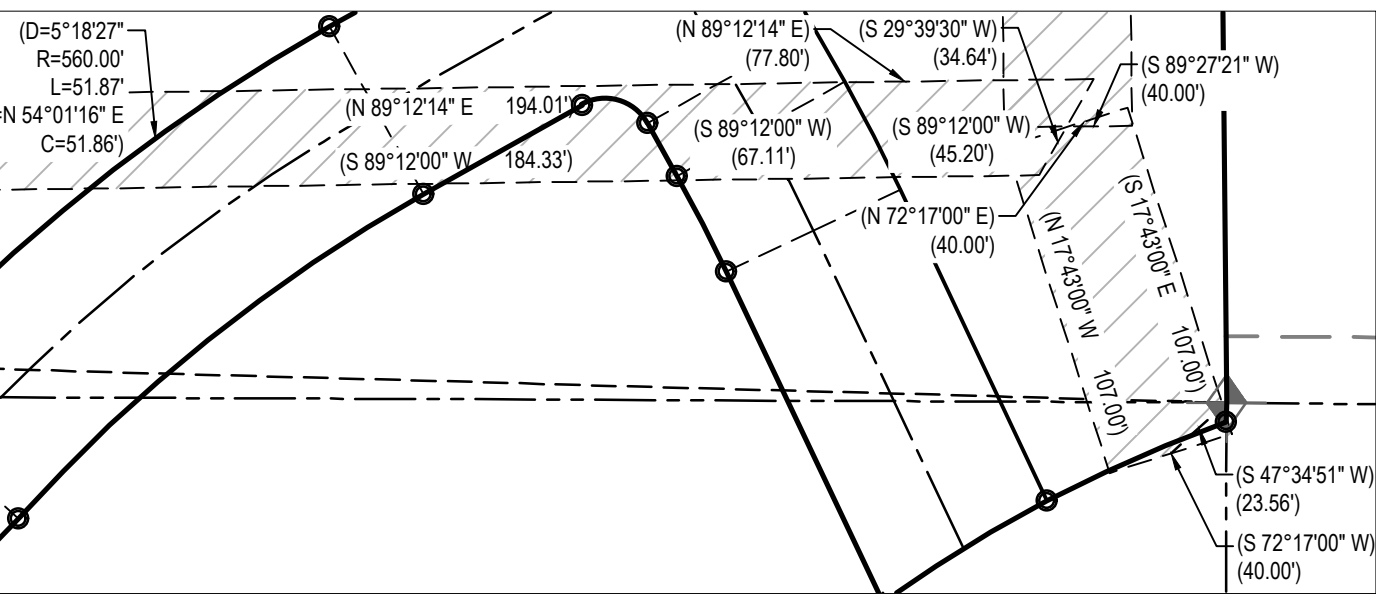 (D=5°18'27"
R=560.00'
L=51.87'
=N 54°01'16" E
C=51.86')
(N 89°12'14" E 194.01')
(S 89°12'00" W 184.33')
(N 89°12'14" E)
(77.80')
(S 89°12'00" W)
(67.11')
(S 29°39'30" W)
(34.64')
(S 89°27'21" W)
(40.00')
(S 89°12'00" W)
(45.20')
(N 72°17'00" E)
(40.00')
(N 17°43'00" W 107.00')
(S 17°43'00" E 107.00')
(S 47°34'51" W)
(23.56')
(S 72°17'00" W)
(40.00')